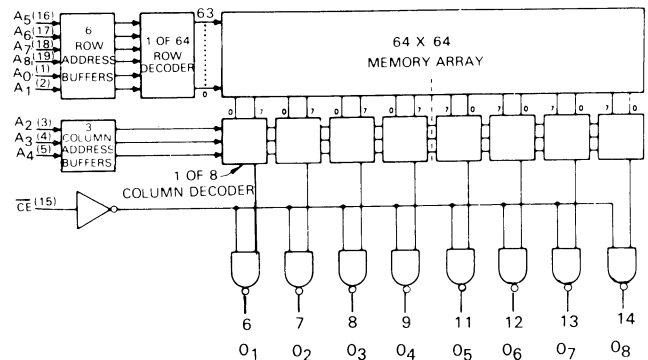 A5(16)
A6(17)
A7(18)
A8(19)
A0(1)
A1(2)
6
ROW
ADDRESS
BUFFERS
1 OF 64
ROW
DECODER
63
0
64 X 64
MEMORY ARRAY
0 7 0 7 0 7 0 7 0 7 0 7 0 7 0 7
A2(3)
A3(4)
A4(5)
3
COLUMN
ADDRESS
BUFFERS
1 OF 8
COLUMN DECODER
CE(15)
6 7 8 9 11 12 13 14
O1 O2 O3 O4 O5 O6 O7 O8